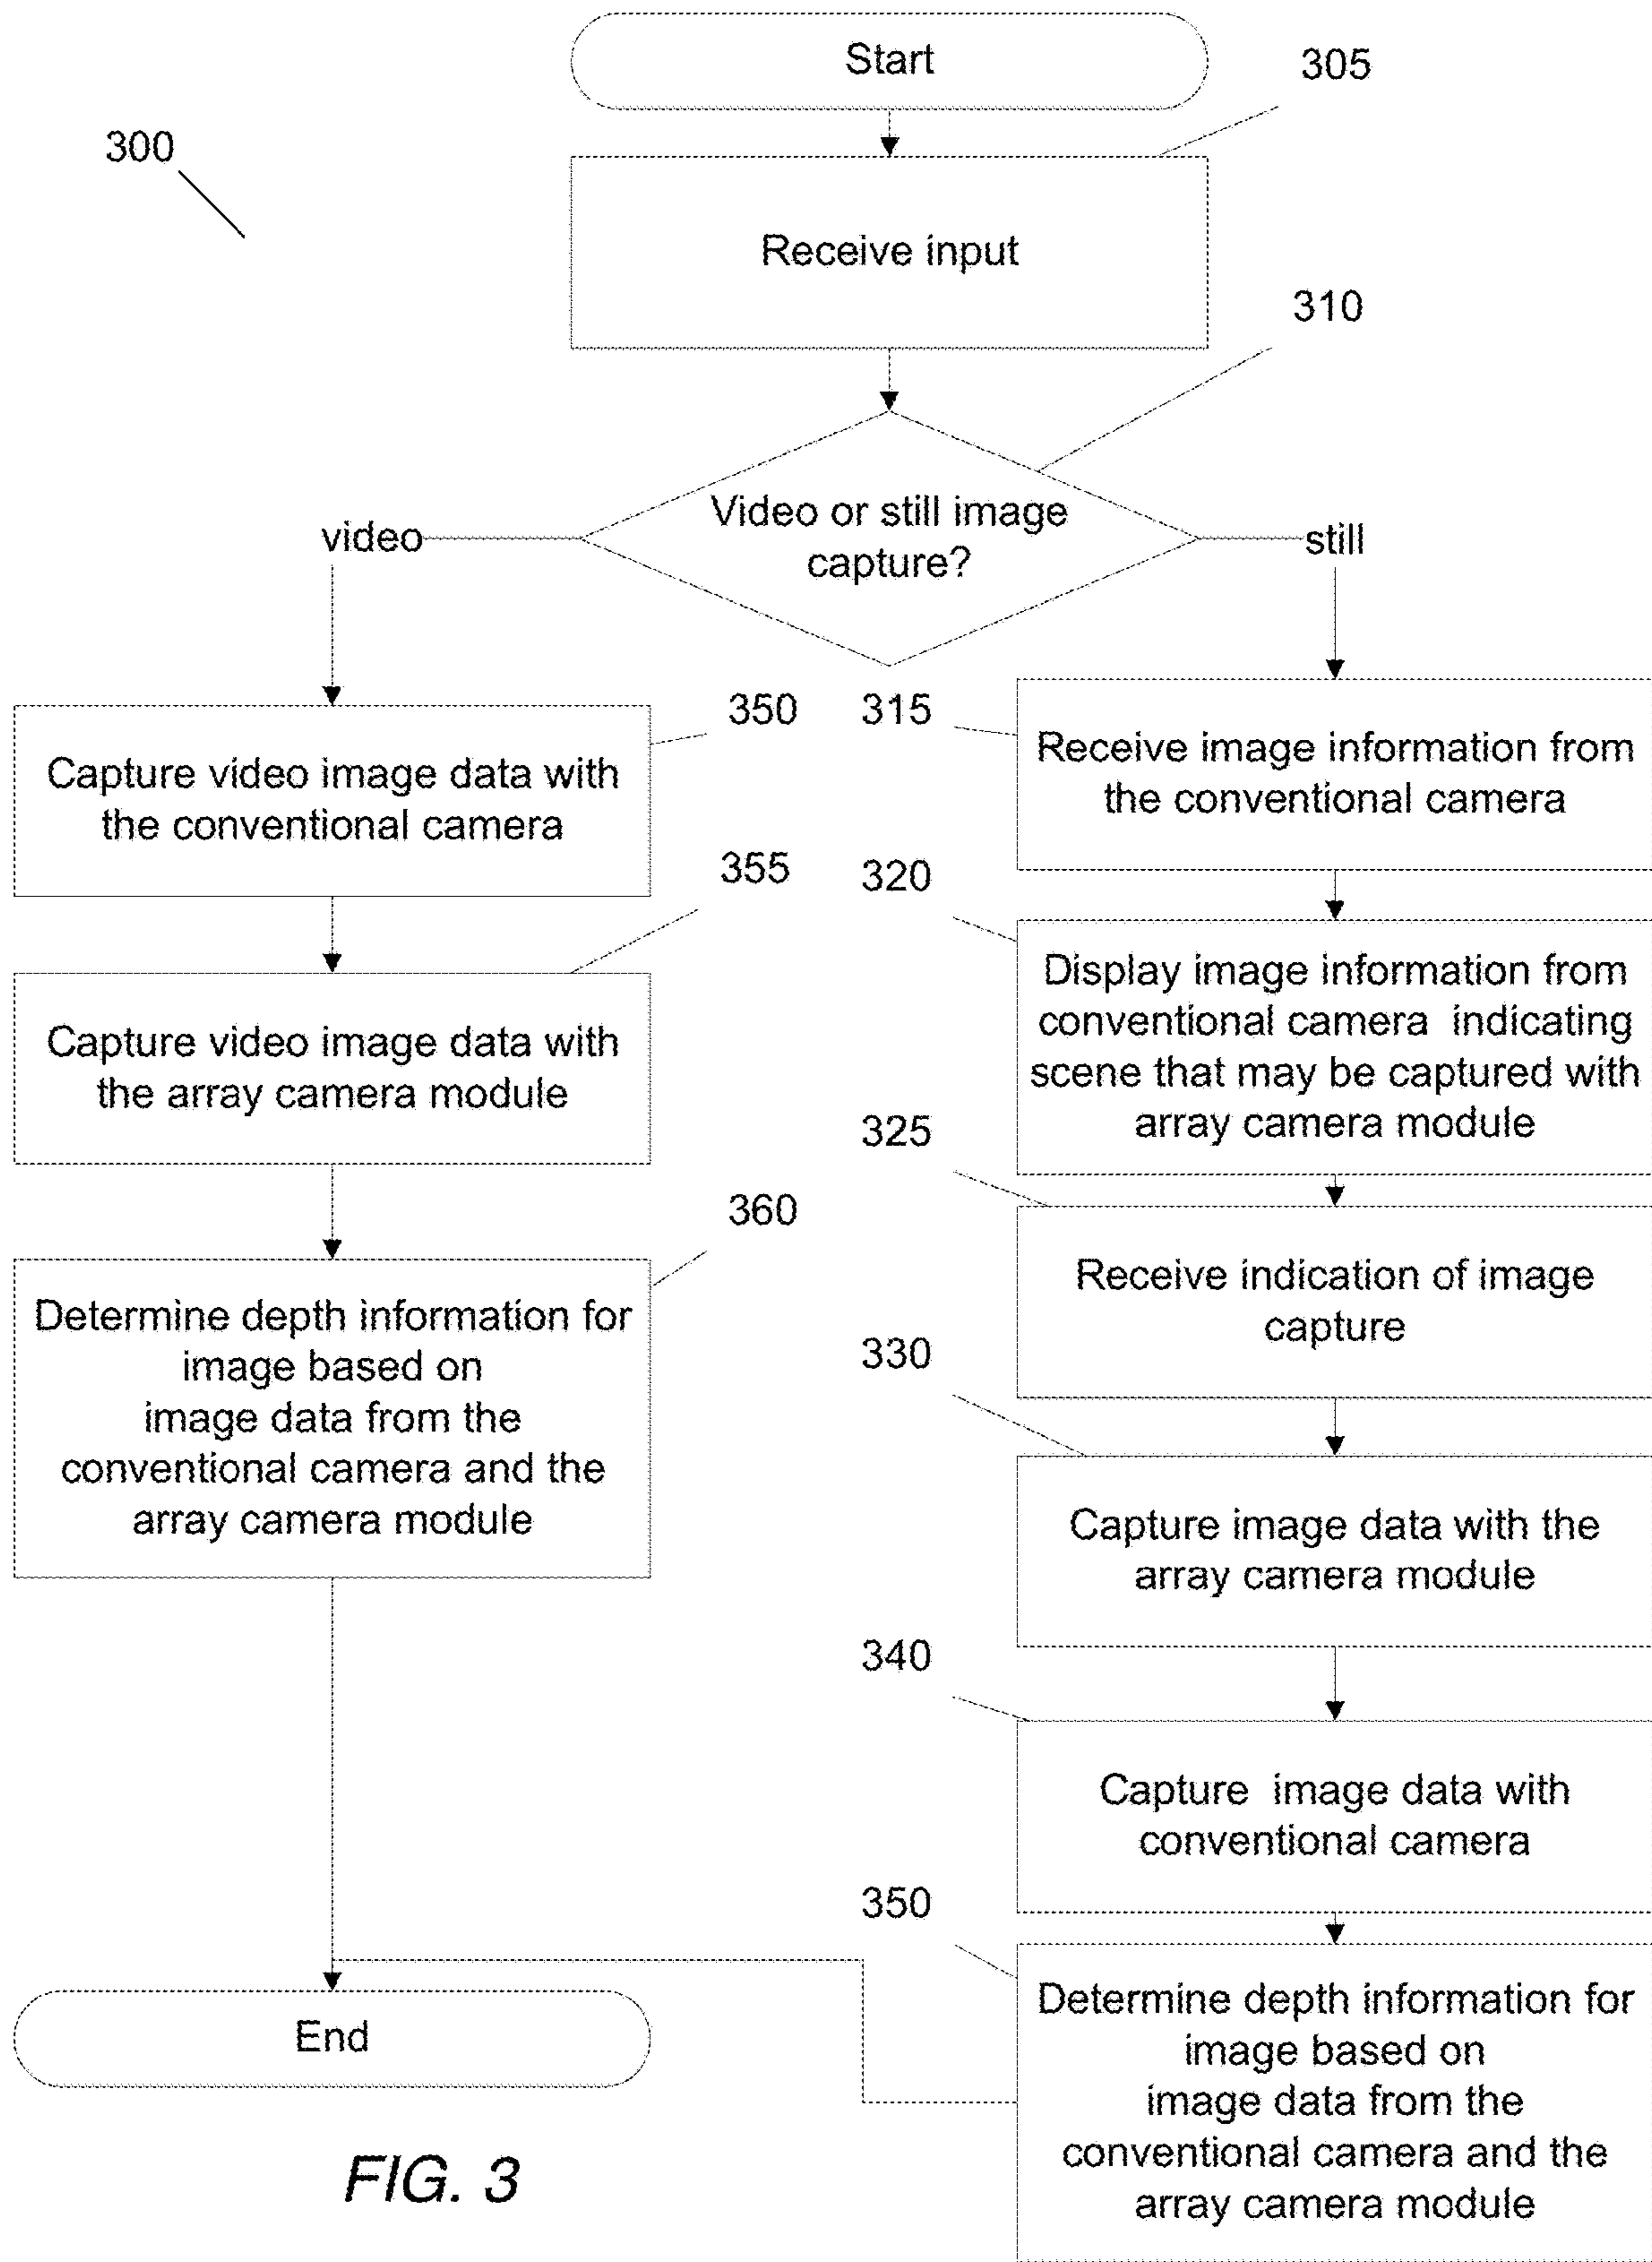 Start
305
300
Receive input
310
Video or still image
capture?
video
still
350
Capture video image data with
the conventional camera
355
Capture video image data with
the array camera module
360
Determine depth information for
image based on
image data from the
conventional camera and the
array camera module
315
Receive image information from
the conventional camera
320
Display image information from
conventional camera indicating
scene that may be captured with
array camera module
325
Receive indication of image
capture
330
Capture image data with the
array camera module
340
Capture image data with
conventional camera
350
Determine depth information for
image based on
image data from the
conventional camera and the
array camera module
End
FIG. 3